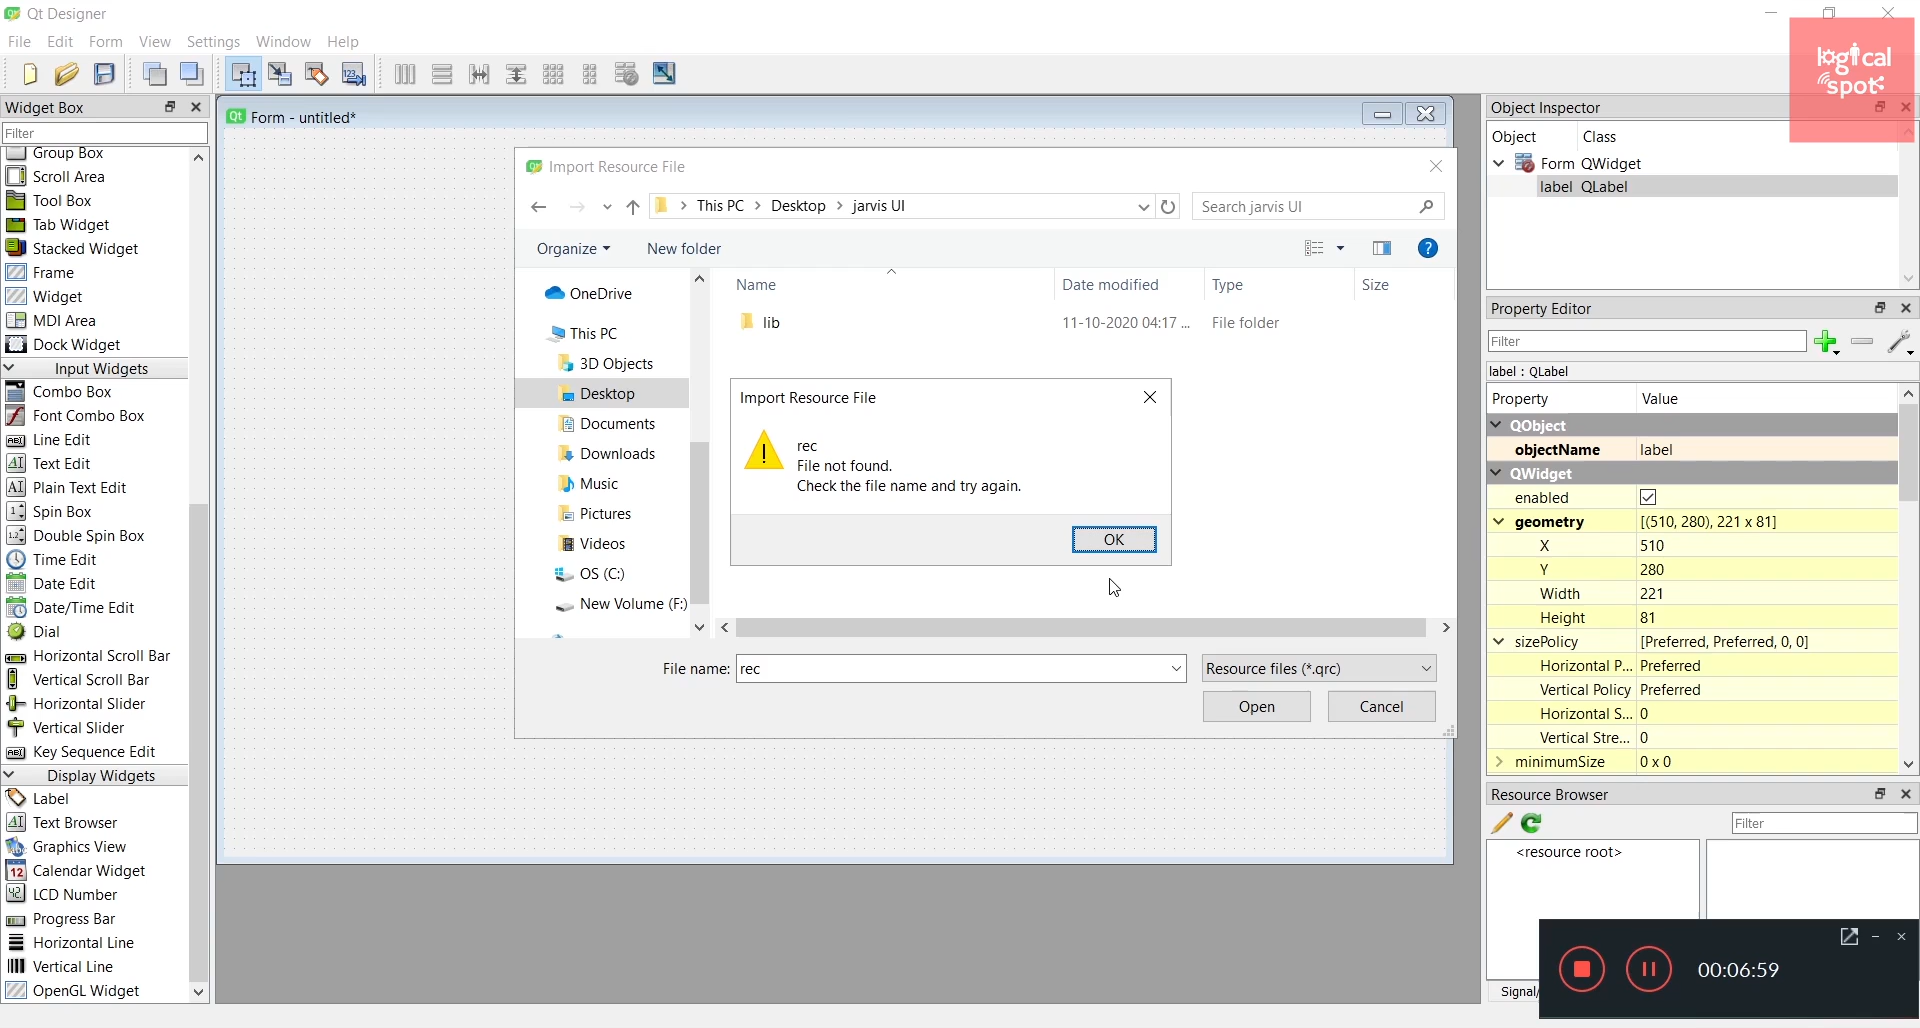 Qt Designer
File Edit Form View Settings Window Help
logical
spot
Widget Box
Filter
Group Box
Scroll Area
Tool Box
Tab Widget
Stacked Widget
Frame
Widget
MDI Area
Dock Widget
Input Widgets
Combo Box
Font Combo Box
Line Edit
Text Edit
Plain Text Edit
Spin Box
Double Spin Box
Time Edit
Date Edit
Date/Time Edit
Dial
Horizontal Scroll Bar
Vertical Scroll Bar
Horizontal Slider
Vertical Slider
Key Sequence Edit
Display Widgets
Label
Text Browser
Graphics View
Calendar Widget
LCD Number
Progress Bar
Horizontal Line
Vertical Line
OpenGL Widget
Form - untitled*
Import Resource File
This PC > Desktop > jarvis UI
Search jarvis UI
Organize New folder
OneDrive
This PC
3D Objects
Desktop
Documents
Downloads
Music
Pictures
Videos
OS (C:)
New Volume (F:)
Name Date modified Type Size
lib 11-10-2020 04:17 ... File folder
Import Resource File
rec
File not found.
Check the file name and try again.
OK
File name: rec Resource files (*.qrc)
Open Cancel
Object Inspector
Object Class
Form QWidget
label QLabel
Property Editor
Filter
label : QLabel
Property Value
QObject
objectName label
QWidget
enabled
geometry [(510, 280), 221 x 81]
X 510
Y 280
Width 221
Height 81
sizePolicy [Preferred, Preferred, 0, 0]
Horizontal P... Preferred
Vertical Policy Preferred
Horizontal S... 0
Vertical Stre... 0
minimumSize 0 x 0
Resource Browser
Filter
<resource root>
Signal/
00:06:59